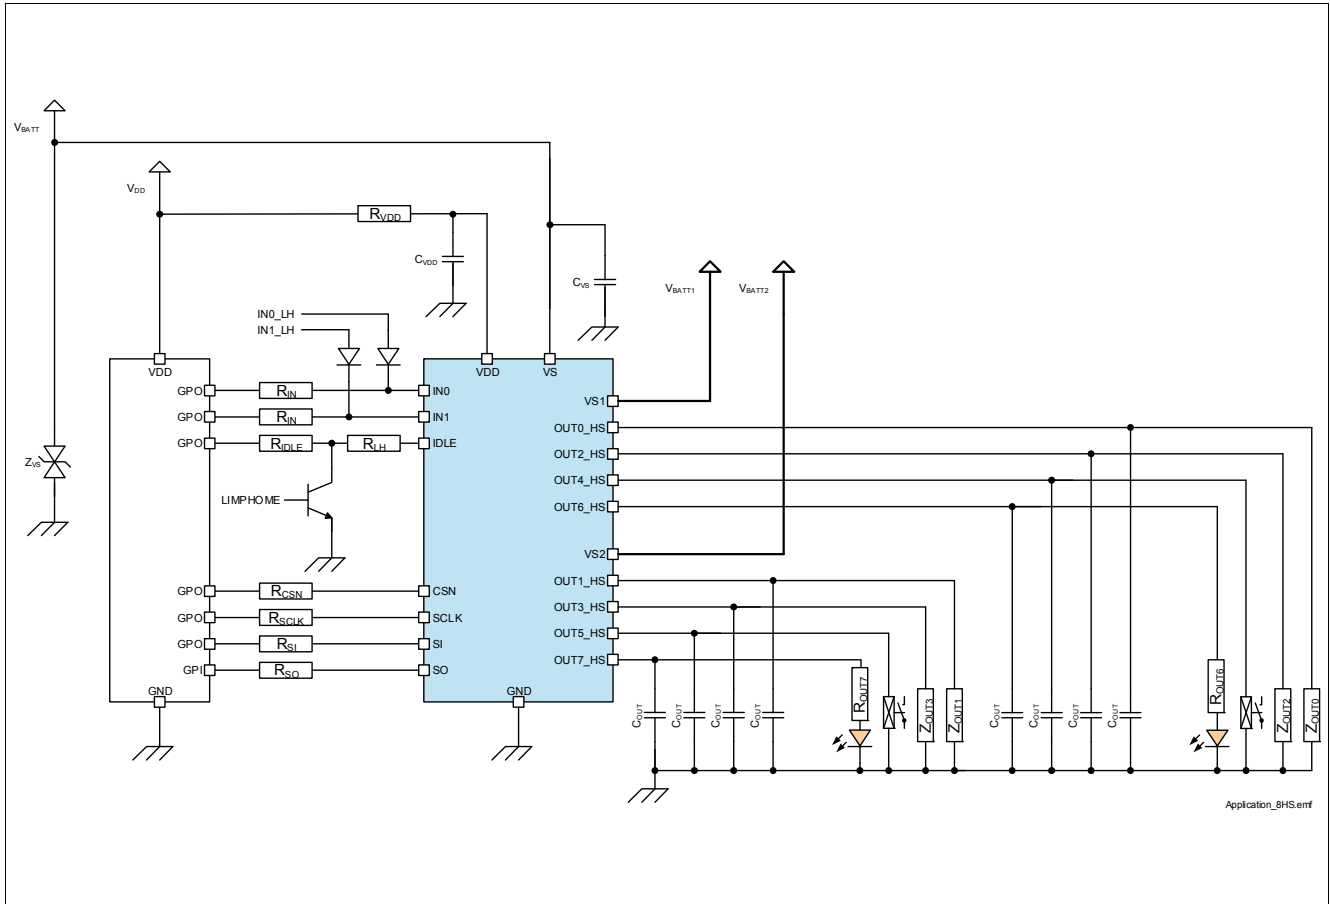 VBATT
VDD
RVDD
CVDD
CVS
VBATT1
VBATT2
IN0_LH
IN1_LH
VDD
VDD
VS
GPO
RIN
IN0
VS1
GPO
RIN
IN1
OUT0_HS
GPO
RIDLE
RLH
IDLE
OUT2_HS
ZVS
OUT4_HS
LIMPHOME
OUT6_HS
VS2
OUT1_HS
GPO
RCSN
CSN
OUT3_HS
GPO
RSCLK
SCLK
OUT5_HS
GPO
RSI
SI
OUT7_HS
GPI
RSO
SO
GND
GND
COUT
COUT
COUT
COUT
ROUT7
ZOUT3
ZOUT1
COUT
COUT
COUT
COUT
ROUT6
ZOUT2
ZOUT0
Application_8HS.emf